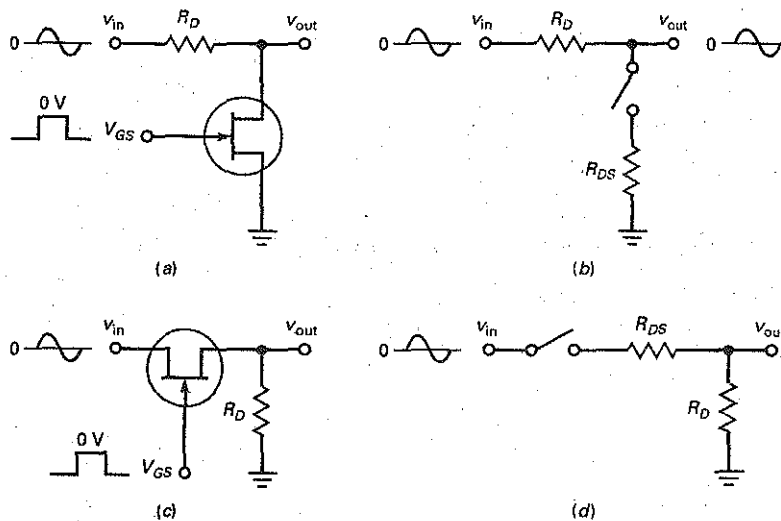 v_in R_D v_out
0
0 V
V_GS
(a)
v_in R_D v_out
0
R_DS
(b)
v_in v_out
0
R_D
0 V
V_GS
(c)
v_in R_DS v_ou
0
R_D
(d)